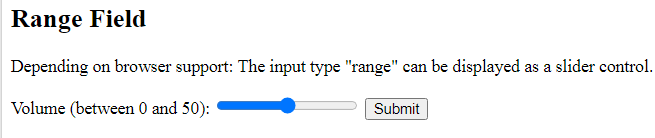 Range Field
Depending on browser support: The input type "range" can be displayed as a slider control.
Volume (between 0 and 50): Submit